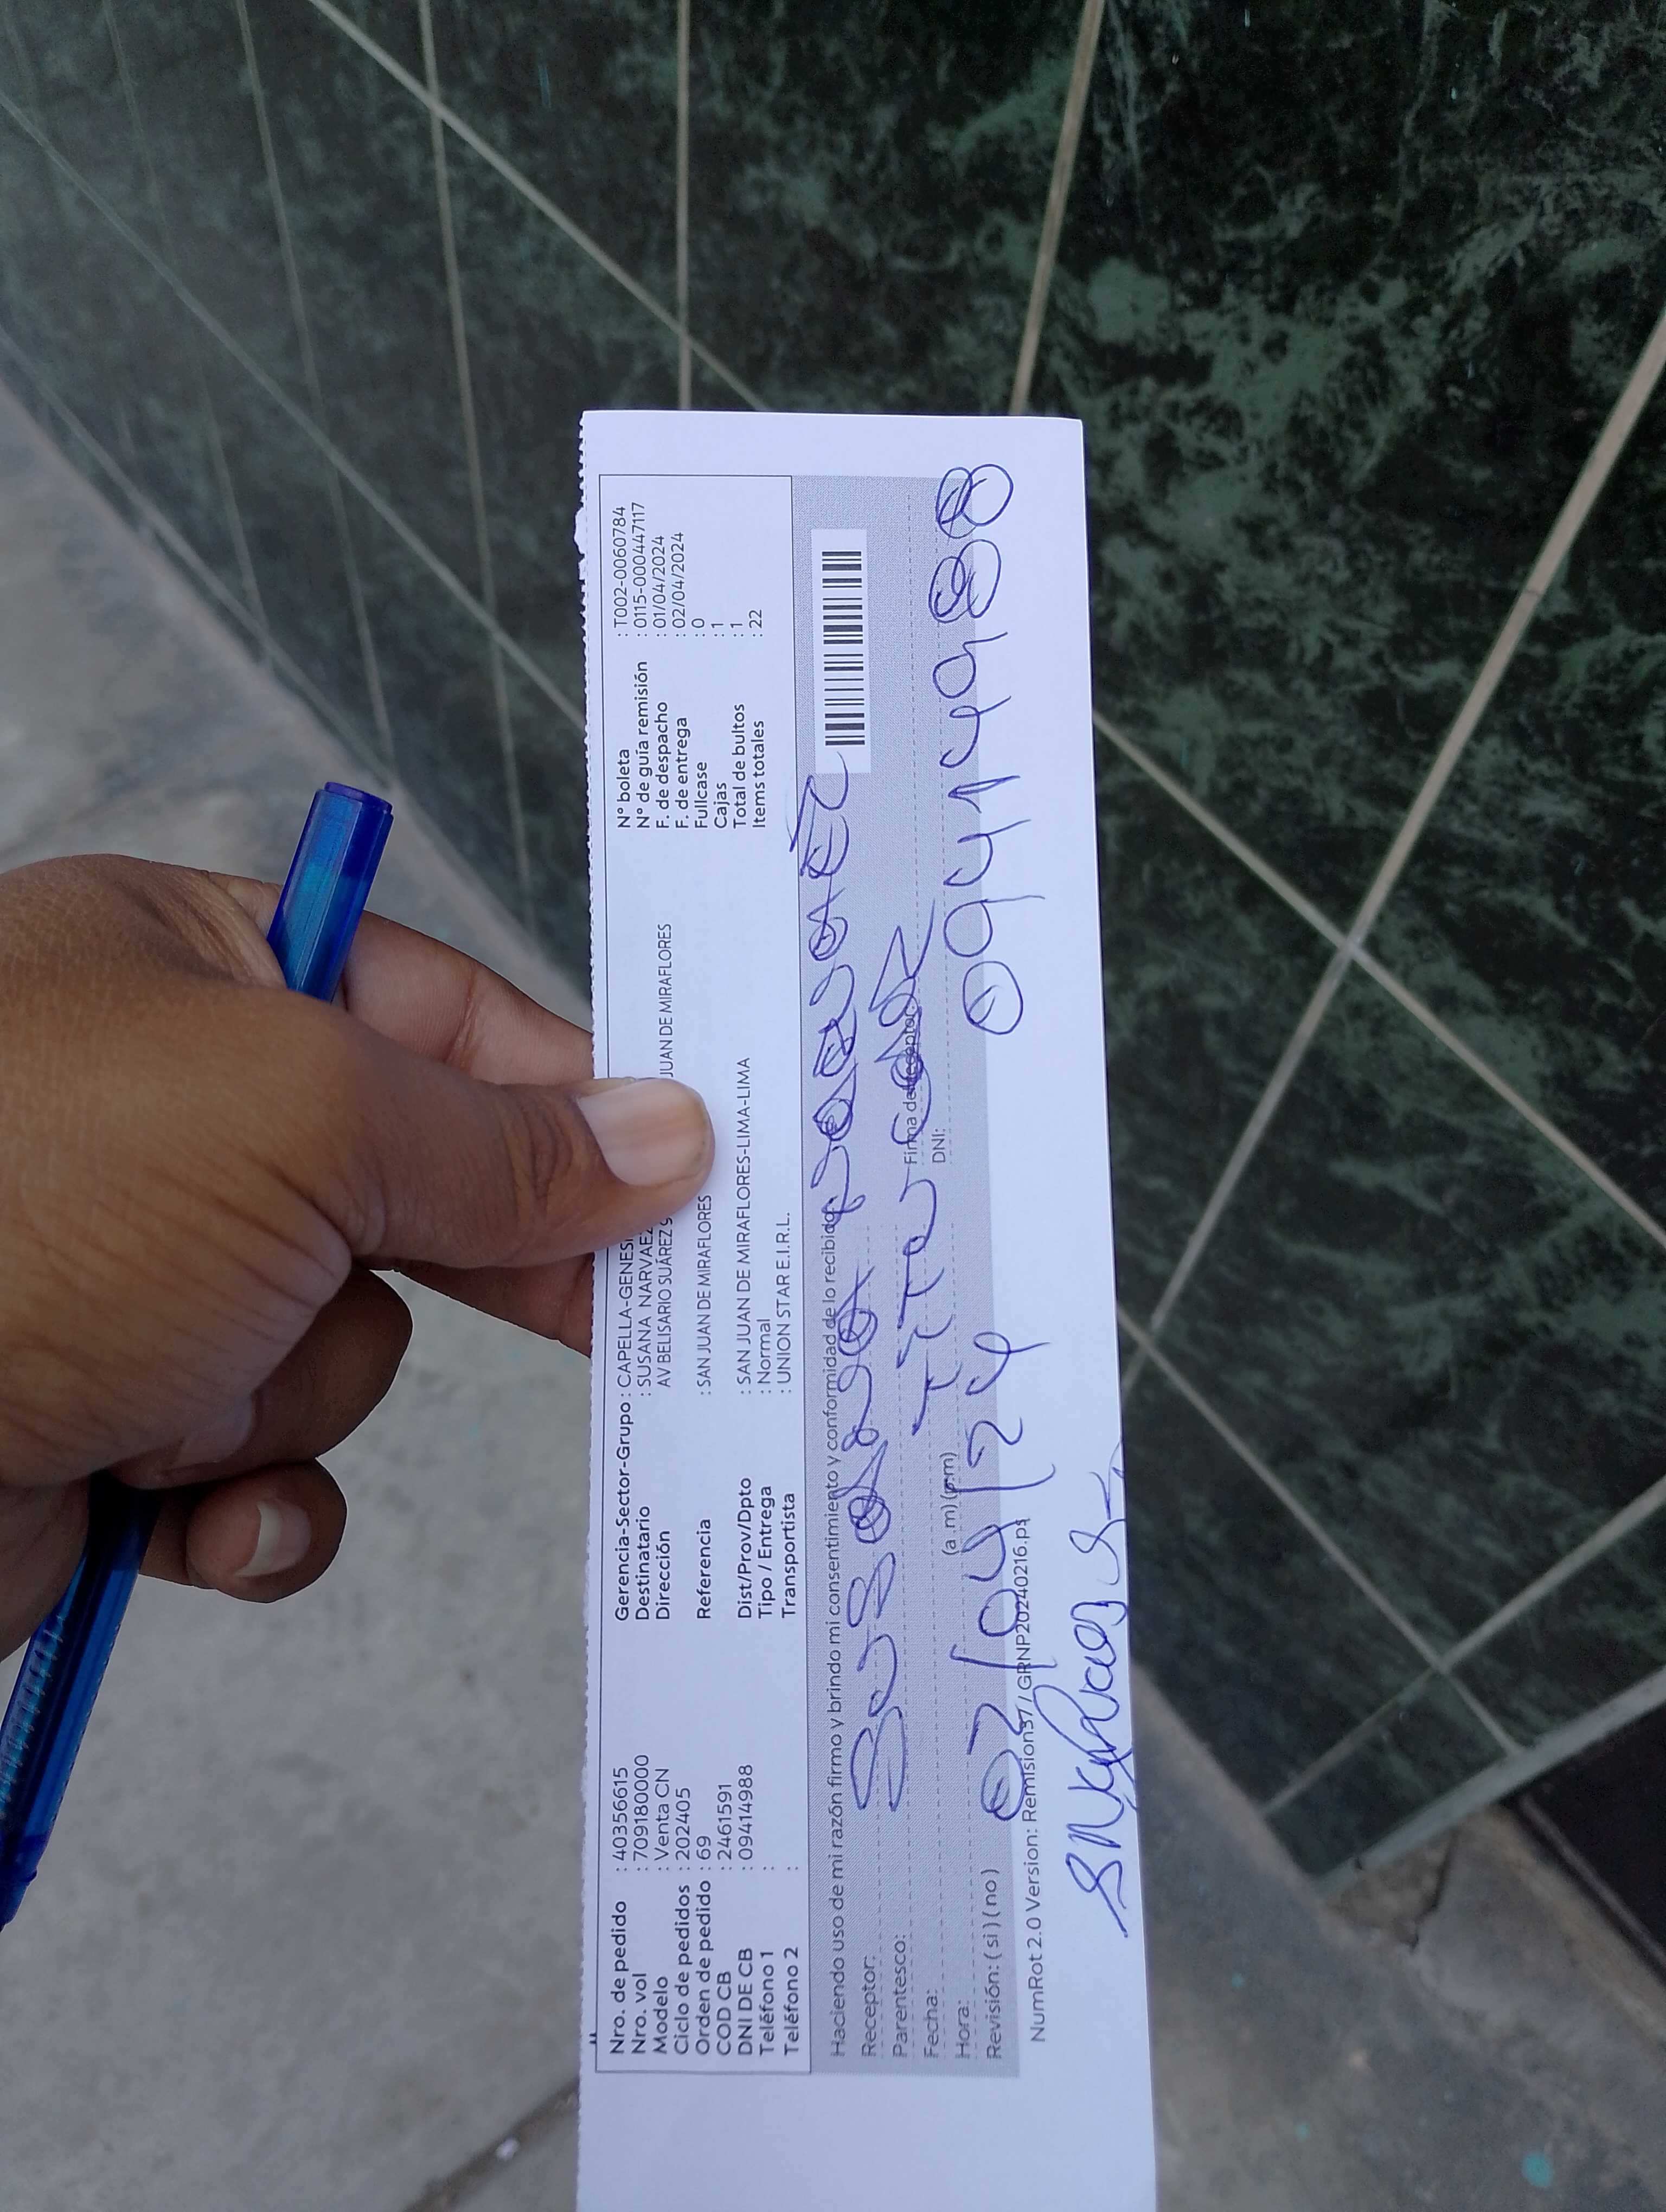 Nro. de pedido : 40356615
Nro. vol : 709180000
Modelo : Venta CN
Ciclo de pedidos : 202405
Orden de pedido : 69
COD CB : 2461591
DNI DE CB : 09414988
Teléfono 1 :
Teléfono 2 :
Gerencia-Sector-Grupo : CAPELLA-GENES
Destinatario : SUSANA NARVAEZ
Dirección AV BELISARIO SUÁREZ JUAN DE MIRAFLORES
Referencia : SAN JUAN DE MIRAFLORES
Dist/Prov/Dpto : SAN JUAN DE MIRAFLORES-LIMA-LIMA
Tipo / Entrega : Normal
Transportista : UNION STAR E.I.R.L.
N° boleta : T002-0060784
N° de guía remisión : 0115-000447117
F. de despacho : 01/04/2024
F. de entrega : 02/04/2024
Fullcase : 0
Cajas : 1
Total de bultos : 1
Items totales : 22
Haciendo uso de mi razón firmo y brindo mi consentimiento y conformidad de lo recibido.
Receptor: Susana
Parentesco: TiTular
Firma del receptor:
Fecha: 02/04/24
DNI: 09414988
Hora: (a.m) (p.m)
Revisión: ( si ) ( no )
NumRot 2.0 Version: Remision37/GRNP20240216.ps